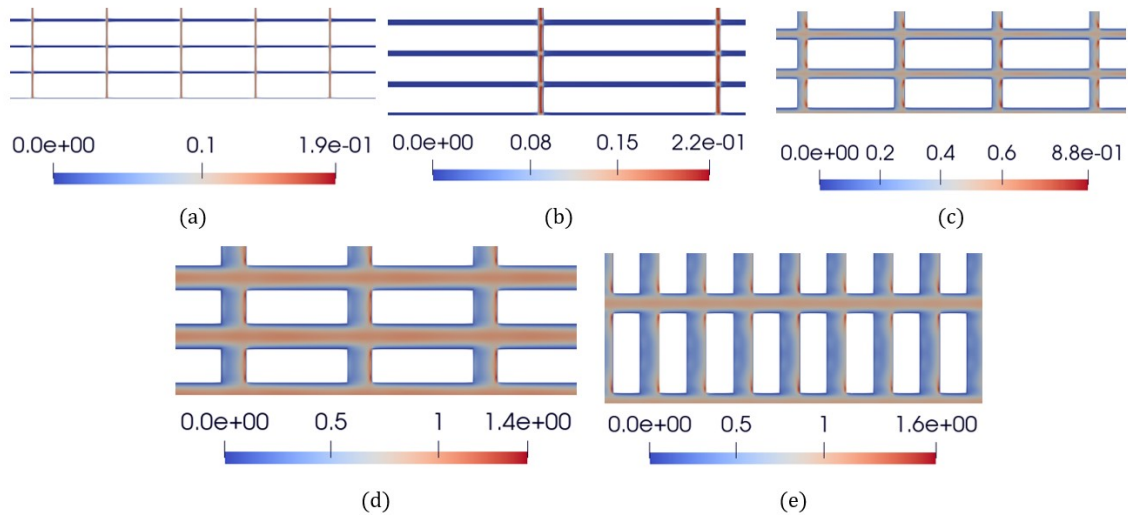 0.0e+00 0.1 1.9e-01
(a)
0.0e+00 0.08 0.15 2.2e-01
(b)
0.0e+00 0.2 0.4 0.6 8.8e-01
(c)
0.0e+00 0.5 1 1.4e+00
(d)
0.0e+00 0.5 1 1.6e+00
(e)